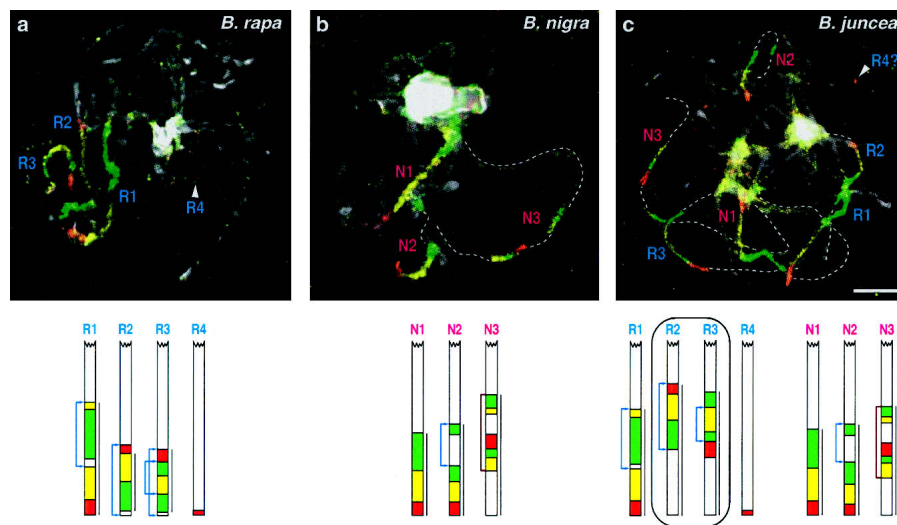 a B. rapa
b B. nigra
c B. juncea
R2
R3
R1
R4
N1
N2
N3
N2
R4?
N3
R2
N1
R1
R3
R1 R2 R3 R4
N1 N2 N3
R1 R2 R3 R4
N1 N2 N3